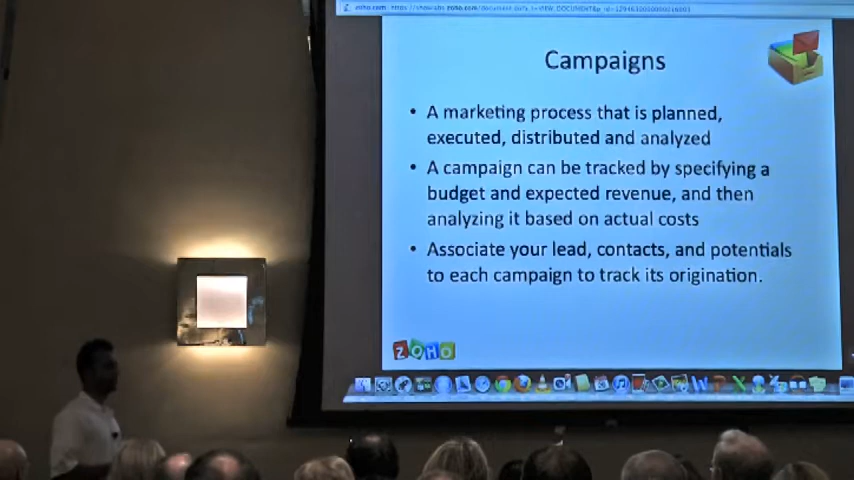 Campaigns
• A marketing process that is planned,
executed, distributed and analyzed
• A campaign can be tracked by specifying a
budget and expected revenue, and then
analyzing it based on actual costs
• Associate your lead, contacts, and potentials
to each campaign to track its origination.
ZOHO